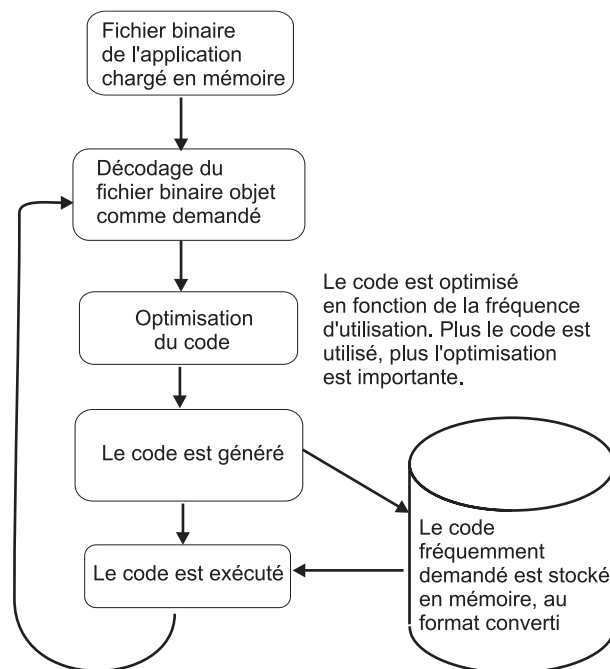 Fichier binaire
de l'application
chargé en mémoire
Décodage du
fichier binaire objet
comme demandé
Optimisation
du code
Le code est optimisé
en fonction de la fréquence
d'utilisation. Plus le code est
utilisé, plus l'optimisation
est importante.
Le code est généré
Le code est exécuté
Le code
fréquemment
demandé est stocké
en mémoire, au
format converti